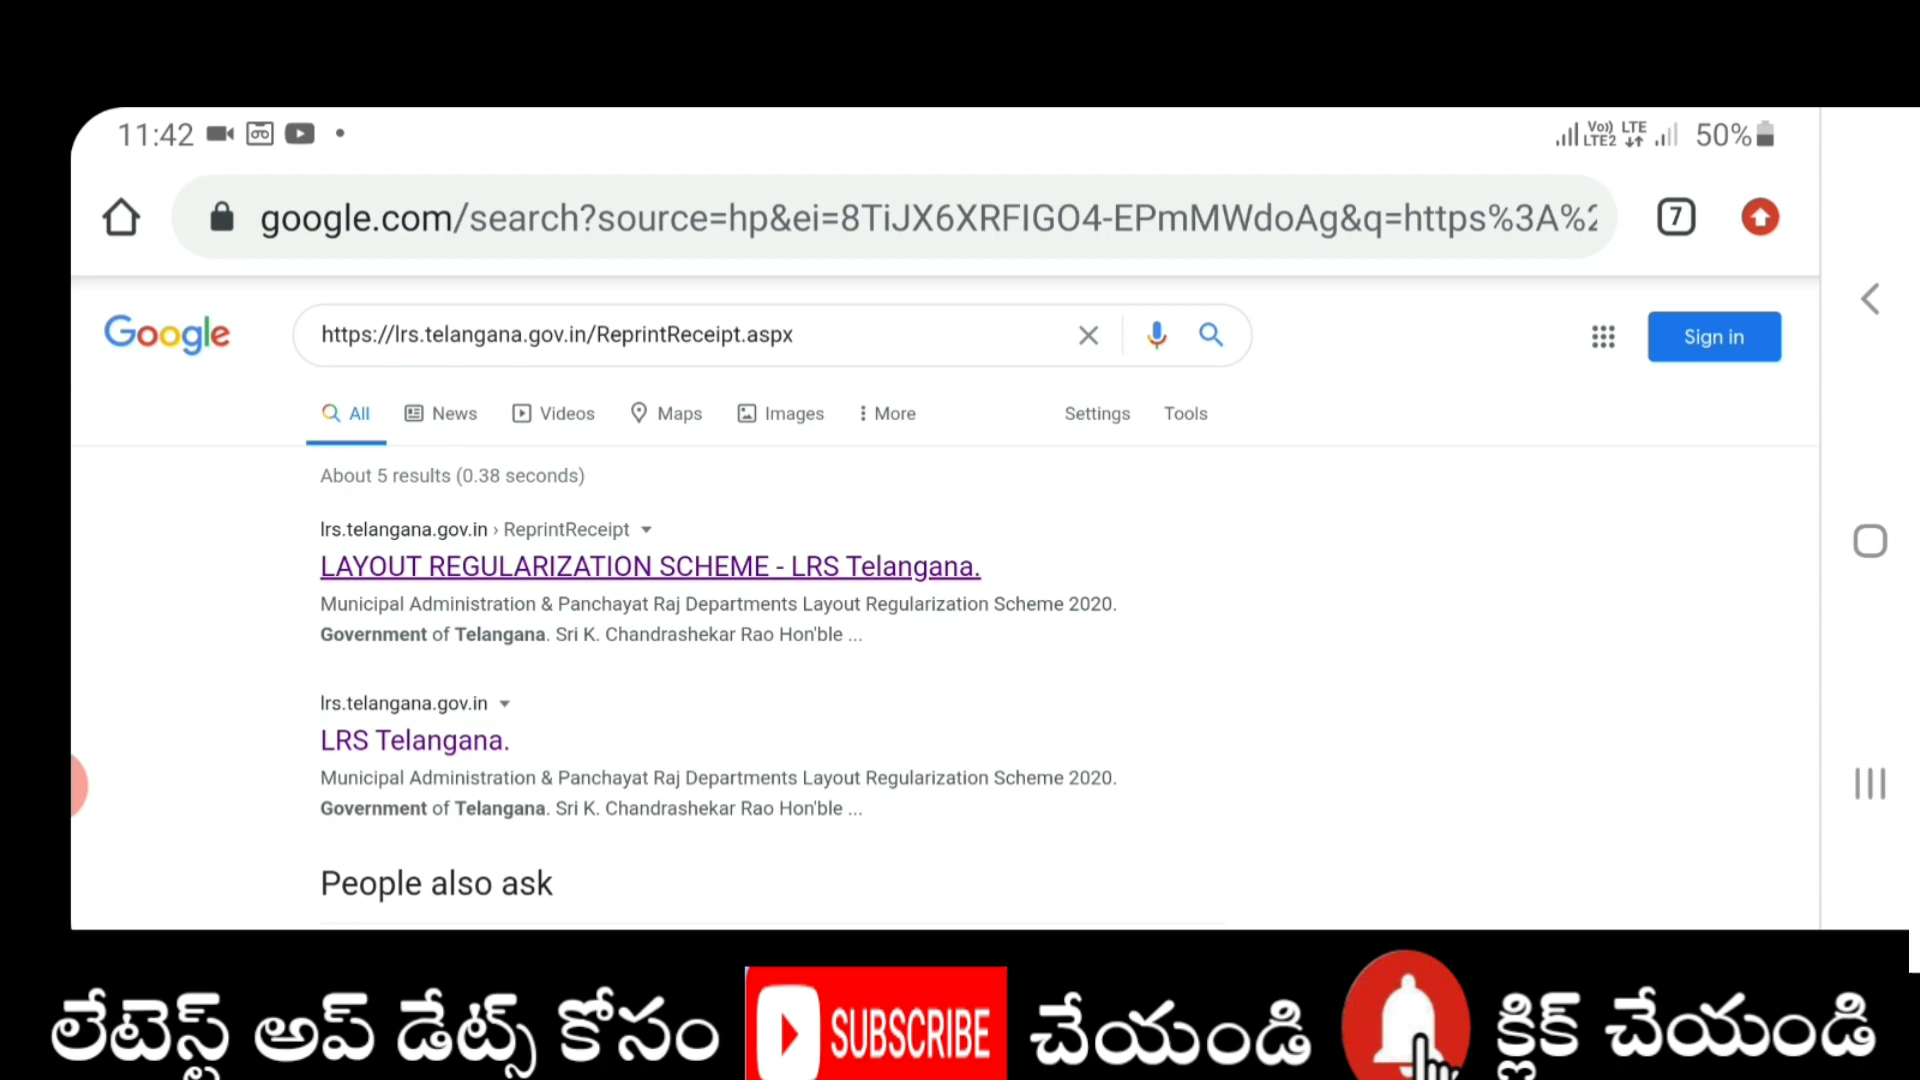 11:42
Vo)) LTE
LTE2
50%
google.com/search?source=hp&ei=8TiJX6XRFIGO4-EPmMWdoAg&q=https%3A%2
7
Google
https://lrs.telangana.gov.in/ReprintReceipt.aspx
Sign in
All News Videos Maps Images More Settings Tools
About 5 results (0.38 seconds)
lrs.telangana.gov.in › ReprintReceipt
LAYOUT REGULARIZATION SCHEME - LRS Telangana.
Municipal Administration & Panchayat Raj Departments Layout Regularization Scheme 2020.
Government of Telangana. Sri K. Chandrashekar Rao Hon'ble ...
lrs.telangana.gov.in
LRS Telangana.
Municipal Administration & Panchayat Raj Departments Layout Regularization Scheme 2020.
Government of Telangana. Sri K. Chandrashekar Rao Hon'ble ...
People also ask
లేటెస్ట్ అప్ డేట్స్ కోసం SUBSCRIBE చేయండి క్లిక్ చేయండి